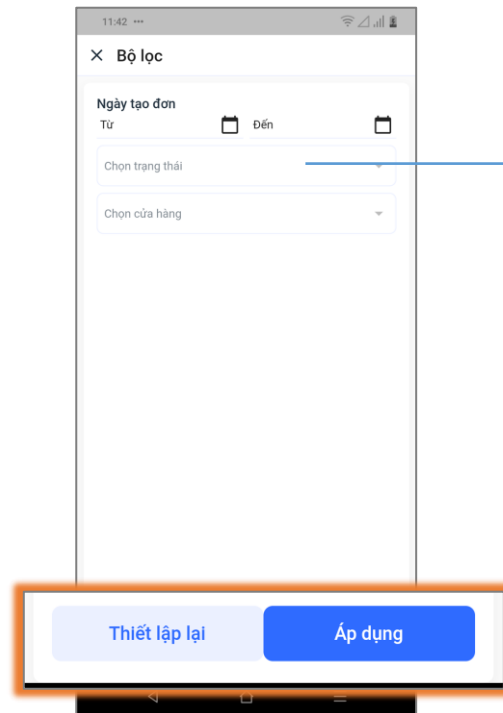 11:42 ···
Bộ lọc
Ngày tạo đơn
Từ Đến
Chọn trạng thái
Chọn cửa hàng
Thiết lập lại Áp dụng